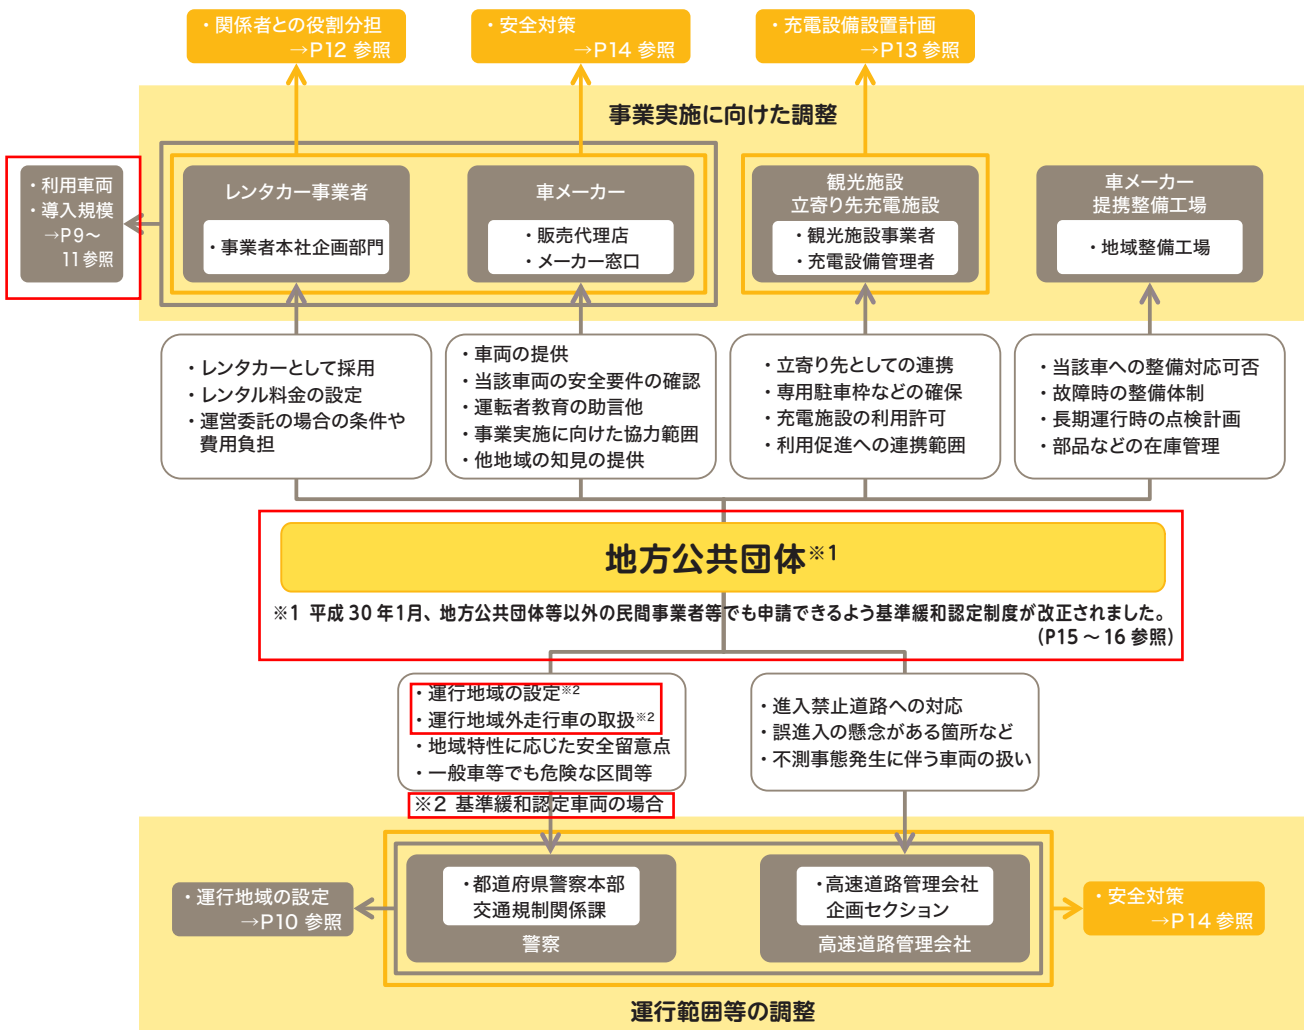 ・関係者との役割分担
→P12 参照
・安全対策
→P14 参照
・充電設備設置計画
→P13 参照
事業実施に向けた調整
・利用車両
・導入規模
→P9～
11 参照
レンタカー事業者
・事業者本社企画部門
車メーカー
・販売代理店
・メーカー窓口
観光施設
立寄り先充電施設
・観光施設事業者
・充電設備管理者
車メーカー
提携整備工場
・地域整備工場
・レンタカーとして採用
・レンタル料金の設定
・運営委託の場合の条件や
費用負担
・車両の提供
・当該車両の安全要件の確認
・運転者教育の助言他
・事業実施に向けた協力範囲
・他地域の知見の提供
・立寄り先としての連携
・専用駐車枠などの確保
・充電施設の利用許可
・利用促進への連携範囲
・当該車への整備対応可否
・故障時の整備体制
・長期運行時の点検計画
・部品などの在庫管理
地方公共団体※1
※1 平成30年1月、地方公共団体等以外の民間事業者等でも申請できるよう基準緩和認定制度が改正されました。
(P15～16 参照)
・運行地域の設定※2
・運行地域外走行車の取扱※2
・地域特性に応じた安全留意点
・一般車等でも危険な区間等
※2 基準緩和認定車両の場合
・進入禁止道路への対応
・誤進入の懸念がある箇所など
・不測事態発生に伴う車両の扱い
・運行地域の設定
→P10 参照
・都道府県警察本部
交通規制関係課
警察
・高速道路管理会社
企画セクション
高速道路管理会社
・安全対策
→P14 参照
運行範囲等の調整